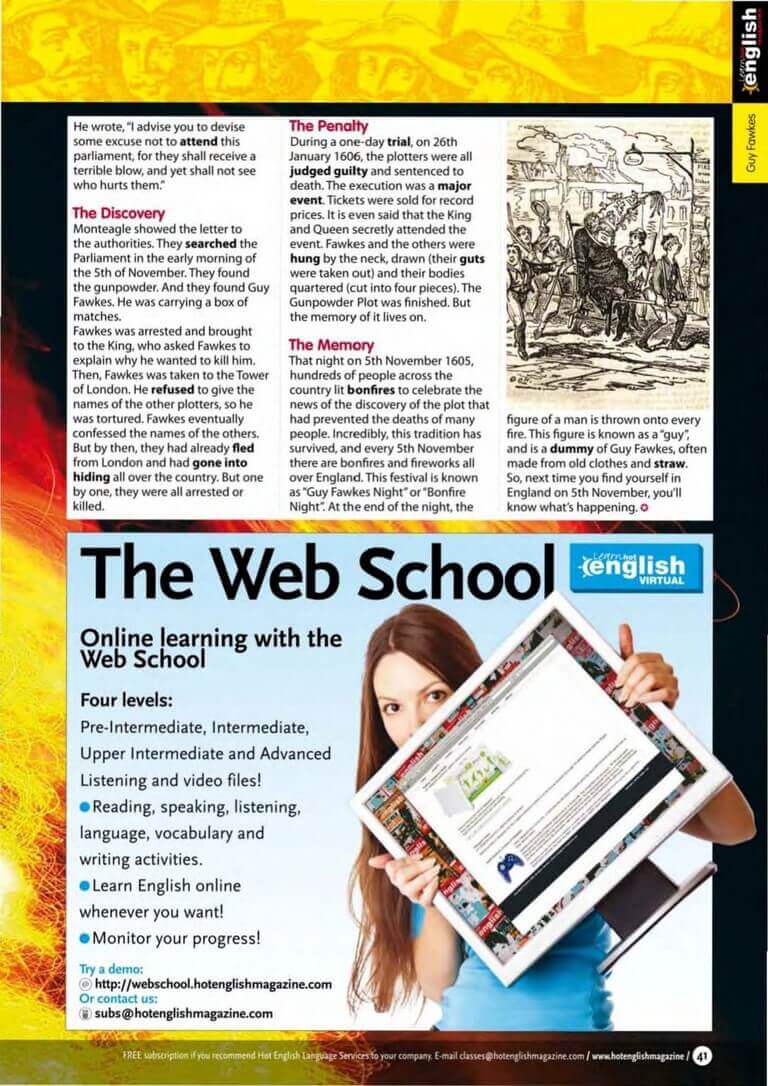 Learn hot
english
Guy Fawkes
He wrote, “I advise you to devise
some excuse not to attend this
parliament, for they shall receive a
terrible blow, and yet shall not see
who hurts them.”
The Discovery
Monteagle showed the letter to
the authorities. They searched the
Parliament in the early morning of
the 5th of November. They found
the gunpowder. And they found Guy
Fawkes. He was carrying a box of
matches.
Fawkes was arrested and brought
to the King, who asked Fawkes to
explain why he wanted to kill him.
Then, Fawkes was taken to the Tower
of London. He refused to give the
names of the other plotters, so he
was tortured. Fawkes eventually
confessed the names of the others.
But by then, they had already fled
from London and had gone into
hiding all over the country. But one
by one, they were all arrested or
killed.
The Penalty
During a one-day trial, on 26th
January 1606, the plotters were all
judged guilty and sentenced to
death. The execution was a major
event. Tickets were sold for record
prices. It is even said that the King
and Queen secretly attended the
event. Fawkes and the others were
hung by the neck, drawn (their guts
were taken out) and their bodies
quartered (cut into four pieces). The
Gunpowder Plot was finished. But
the memory of it lives on.
The Memory
That night on 5th November 1605,
hundreds of people across the
country lit bonfires to celebrate the
news of the discovery of the plot that
had prevented the deaths of many
people. Incredibly, this tradition has
survived, and every 5th November
there are bonfires and fireworks all
over England. This festival is known
as “Guy Fawkes Night” or “Bonfire
Night”. At the end of the night, the
figure of a man is thrown onto every
fire. This figure is known as a “guy”,
and is a dummy of Guy Fawkes, often
made from old clothes and straw.
So, next time you find yourself in
England on 5th November, you'll
know what's happening.
The Web School
Learn hot
english
VIRTUAL
Online learning with the
Web School
Four levels:
Pre-Intermediate, Intermediate,
Upper Intermediate and Advanced
Listening and video files!
Reading, speaking, listening,
language, vocabulary and
writing activities.
Learn English online
whenever you want!
Monitor your progress!
Try a demo:
http://webschool.hotenglishmagazine.com
Or contact us:
subs@hotenglishmagazine.com
FREE subscription if you recommend Hot English Language Services to your company. E-mail classes@hotenglishmagazine.com / www.hotenglishmagazine / 41